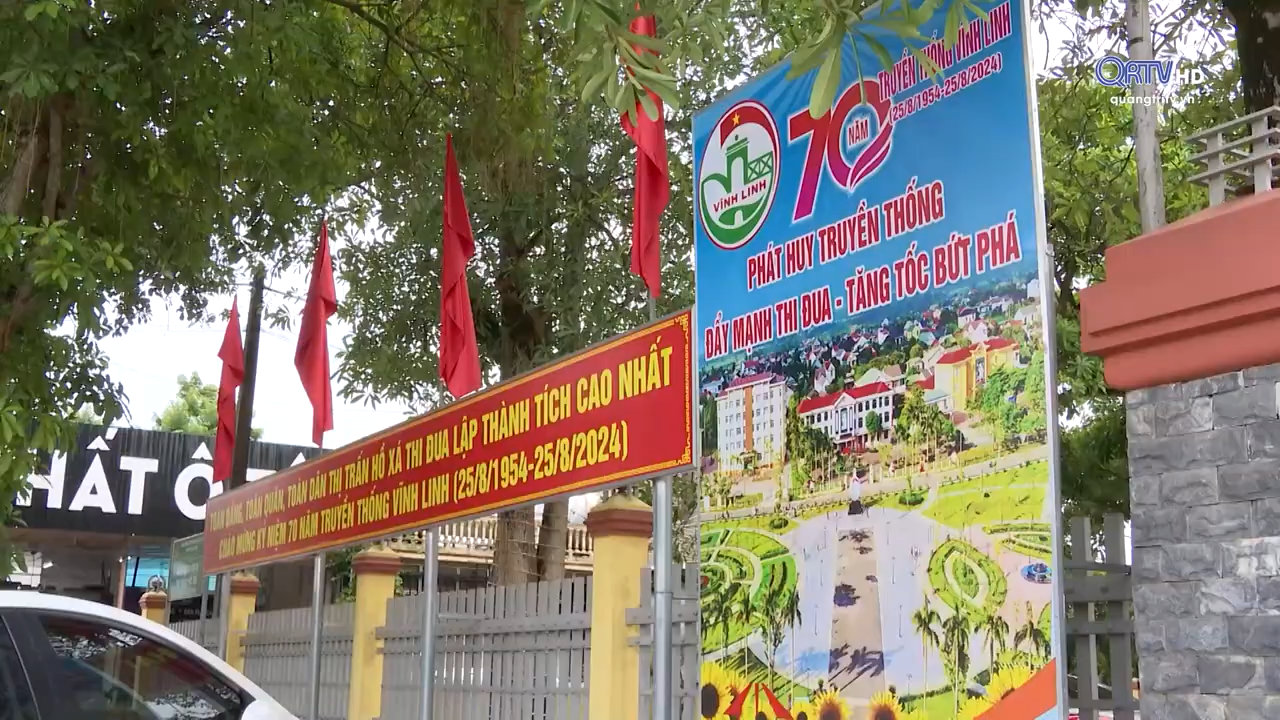 QRTV HD
quangtritv.vn
TRUYỀN THỐNG VĨNH LINH
(25/8/1954-25/8/2024)
70
NĂM
VĨNH LINH
PHÁT HUY TRUYỀN THỐNG
ĐẨY MẠNH THI ĐUA - TĂNG TỐC BỨT PHÁ
TOÀN ĐẢNG, TOÀN QUÂN, TOÀN DÂN THỊ TRẤN HỒ XÁ THI ĐUA LẬP THÀNH TÍCH CAO NHẤT
CHÀO MỪNG KỶ NIỆM 70 NĂM TRUYỀN THỐNG VĨNH LINH (25/8/1954-25/8/2024)
HẤT Ô